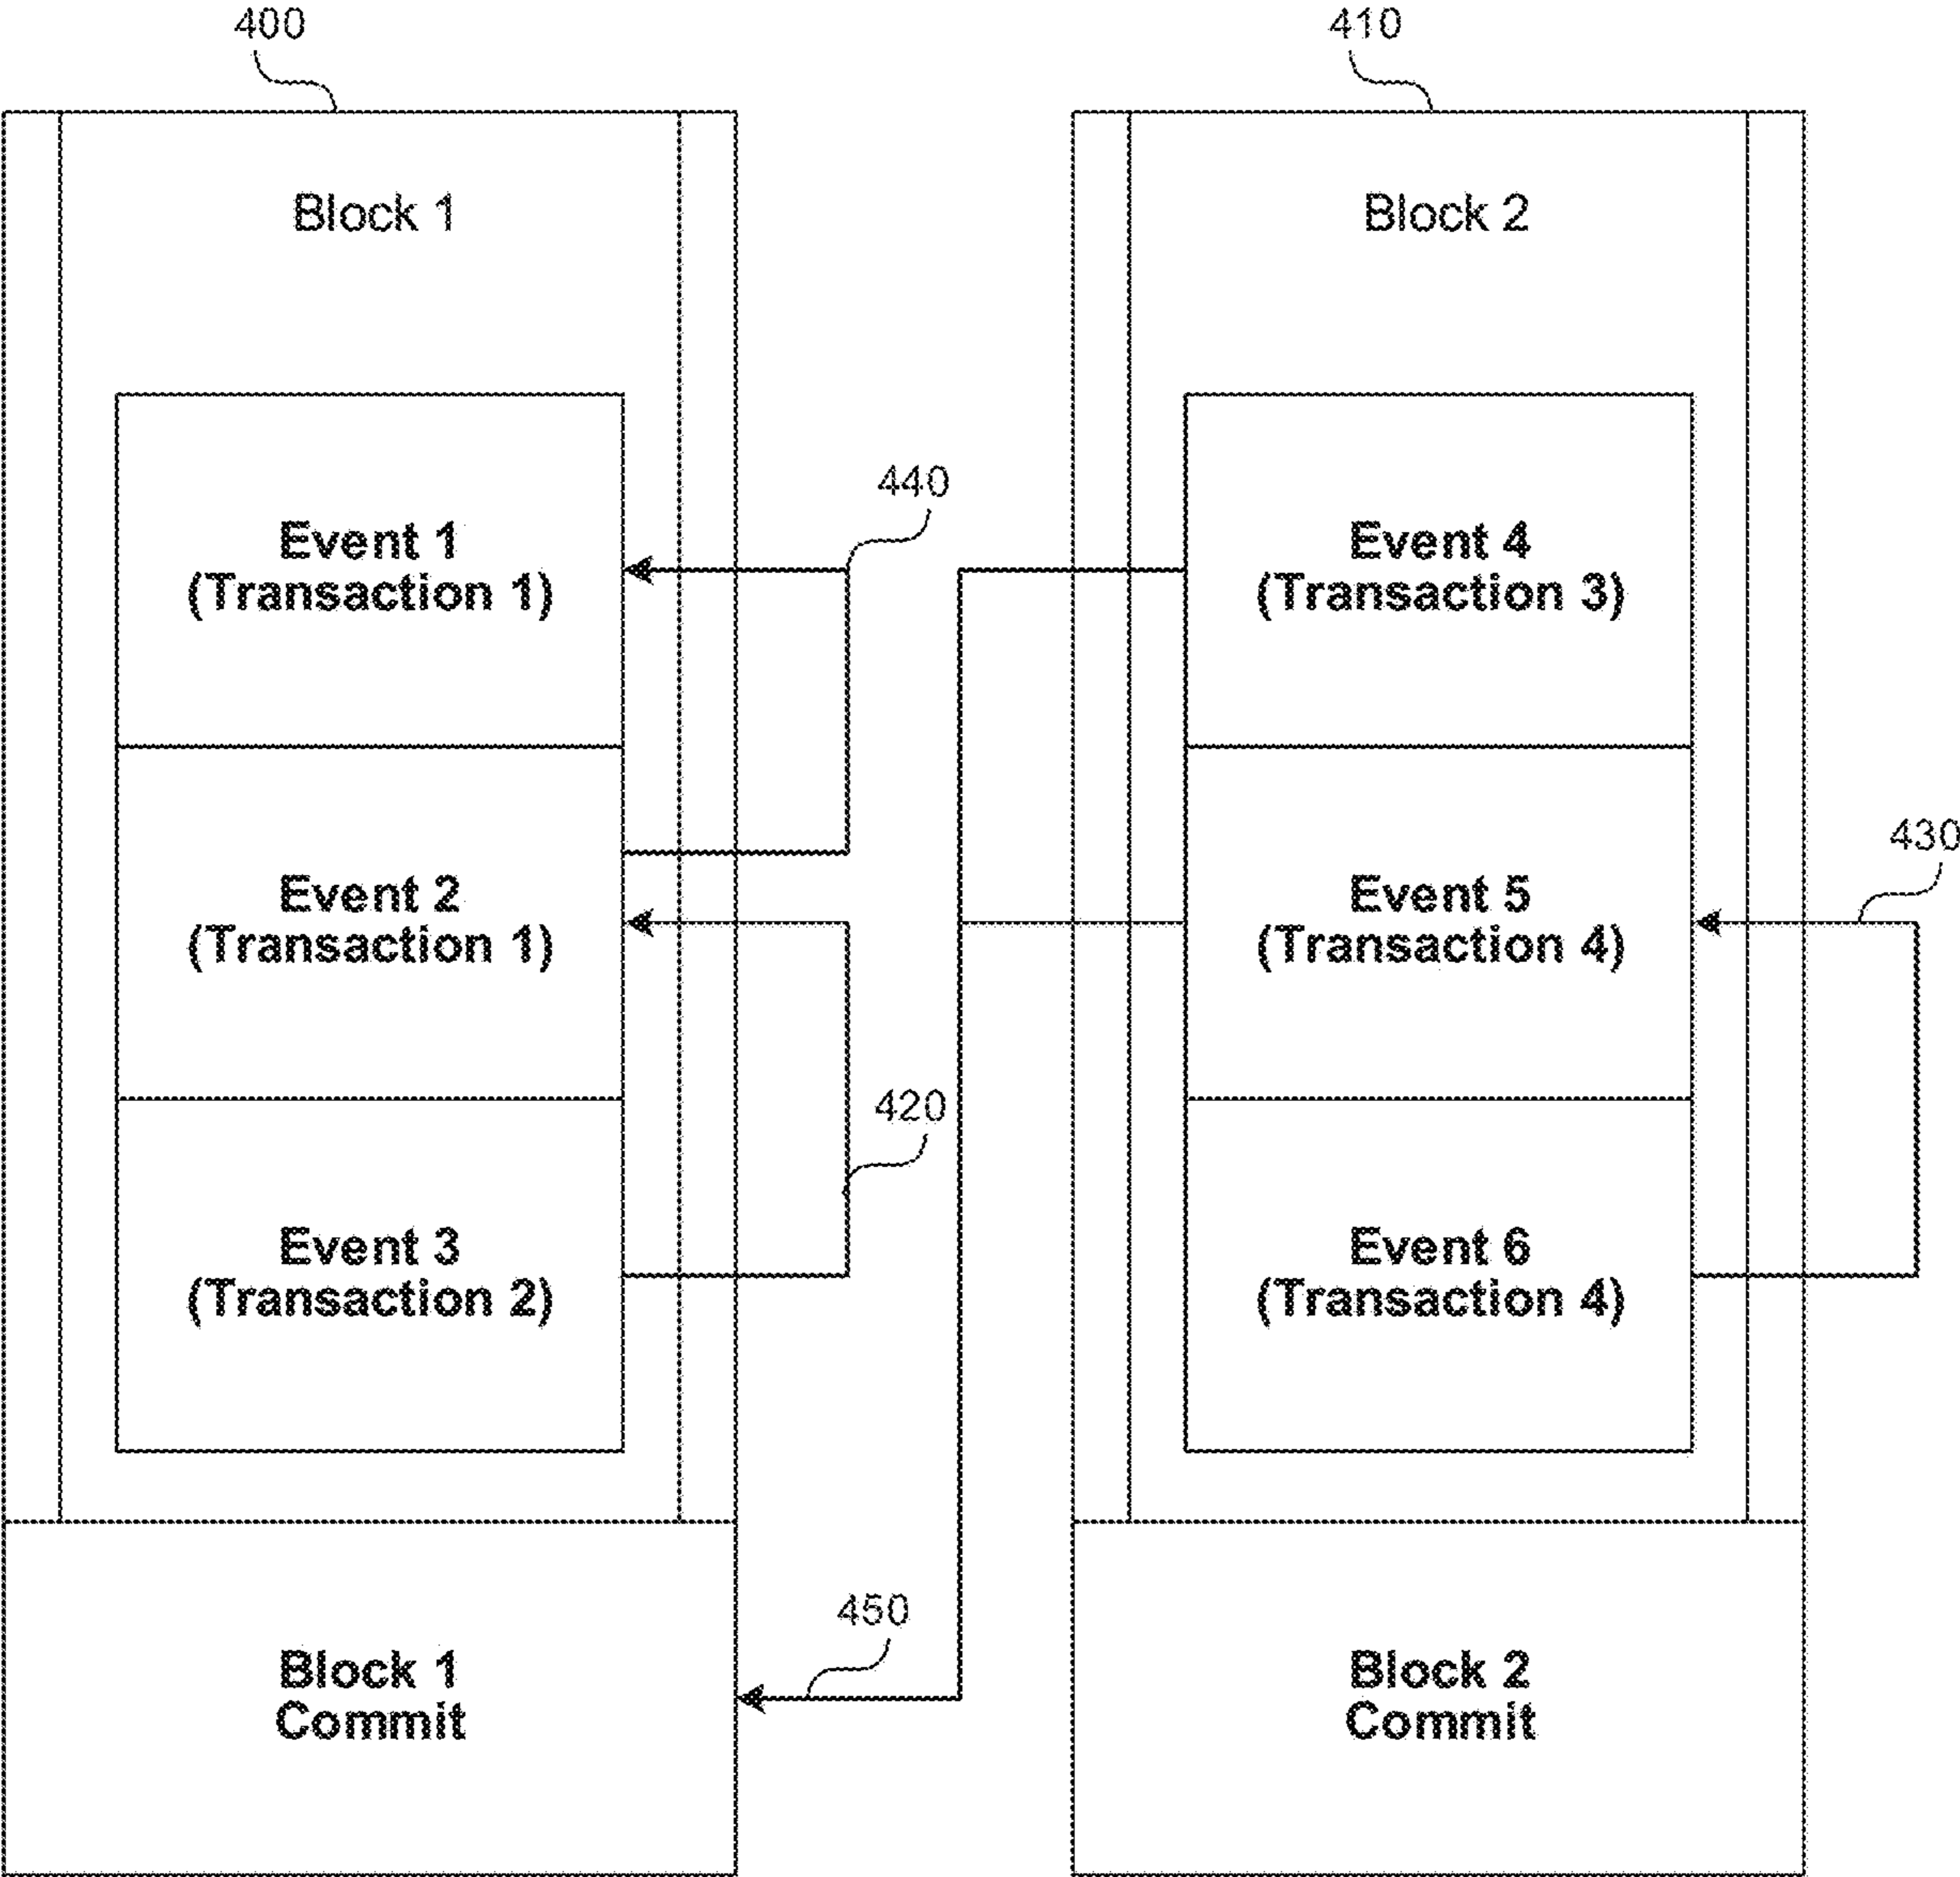 400
410
Block 1
Block 2
440
Event 1
(Transaction 1)
Event 4
(Transaction 3)
430
Event 2
(Transaction 1)
Event 5
(Transaction 4)
420
Event 3
(Transaction 2)
Event 6
(Transaction 4)
450
Block 1
Commit
Block 2
Commit